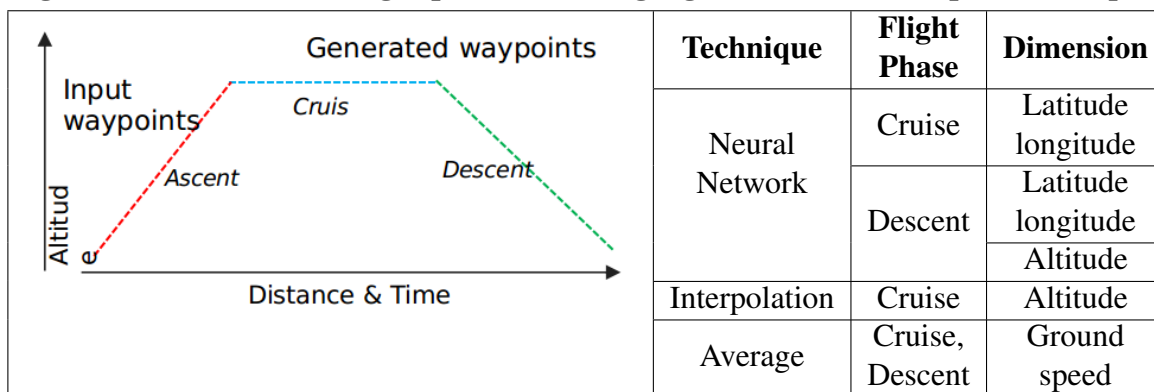 Generated waypoints
Input
waypoints
Cruis
Ascent
Descent
Altitud
e
Distance & Time
Technique
Flight
Phase
Dimension
Neural
Network
Cruise
Latitude
longitude
Descent
Latitude
longitude
Altitude
Interpolation
Cruise
Altitude
Average
Cruise,
Descent
Ground
speed